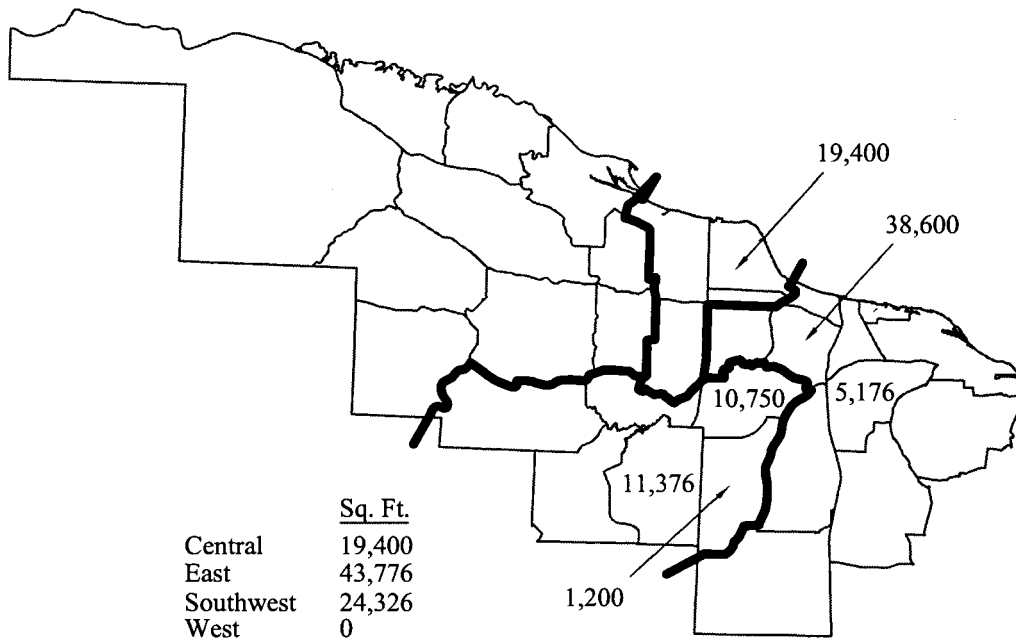 19,400
38,600
10,750
5,176
11,376
1,200
Sq. Ft.
Central 19,400
East 43,776
Southwest 24,326
West 0